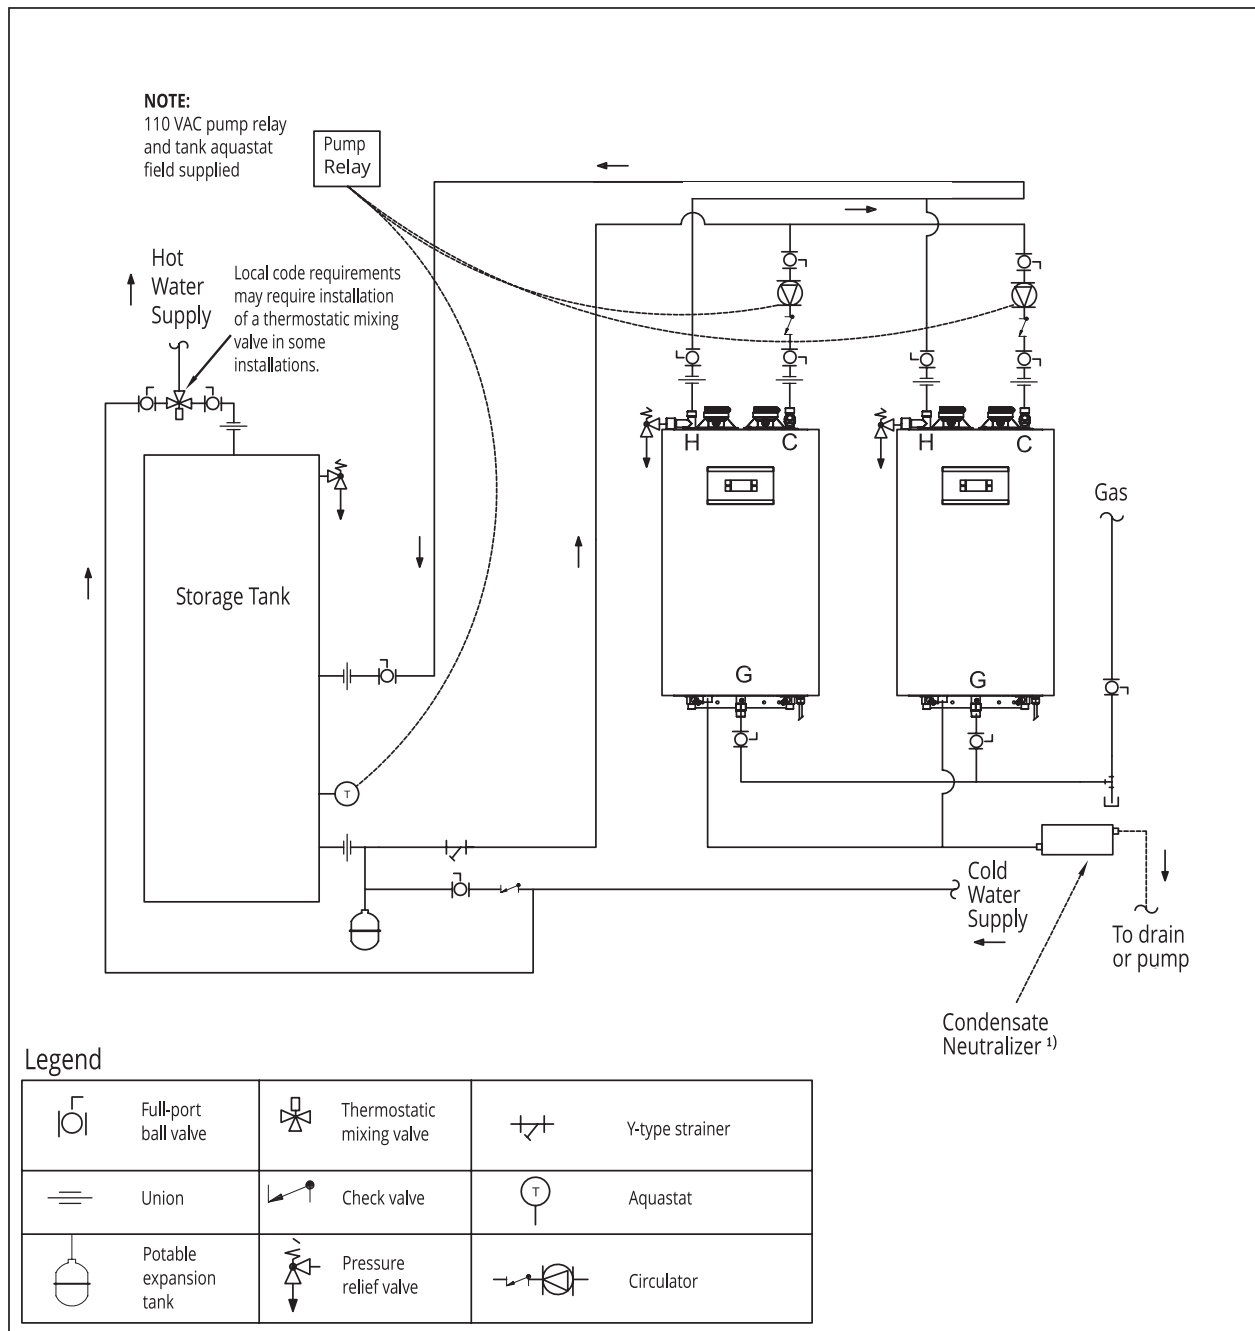 NOTE:
110 VAC pump relay
and tank aquastat
field supplied
Pump
Relay
Hot
Water
Supply
Local code requirements
may require installation
of a thermostatic mixing
valve in some
installations.
H
C
H
C
Gas
Storage Tank
G
G
T
Cold
Water
Supply
To drain
or pump
Condensate
Neutralizer ¹⁾
Legend
Full-port
ball valve
Thermostatic
mixing valve
Y-type strainer
Union
Check valve
T
Aquastat
Potable
expansion
tank
Pressure
relief valve
Circulator